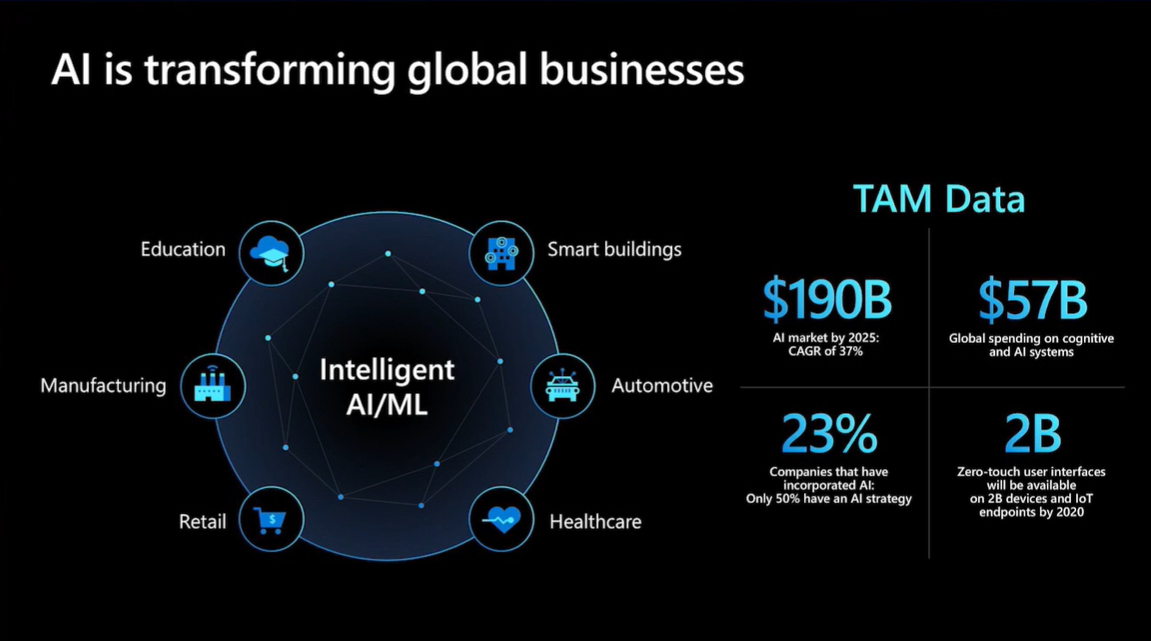 AI is transforming global businesses
Education
Smart buildings
Manufacturing
Intelligent
AI/ML
Automotive
Retail
$
Healthcare
TAM Data
$190B
AI market by 2025:
CAGR of 37%
$57B
Global spending on cognitive
and AI systems
23%
Companies that have
incorporated AI:
Only 50% have an AI strategy
2B
Zero-touch user interfaces
will be available
on 2B devices and IoT
endpoints by 2020